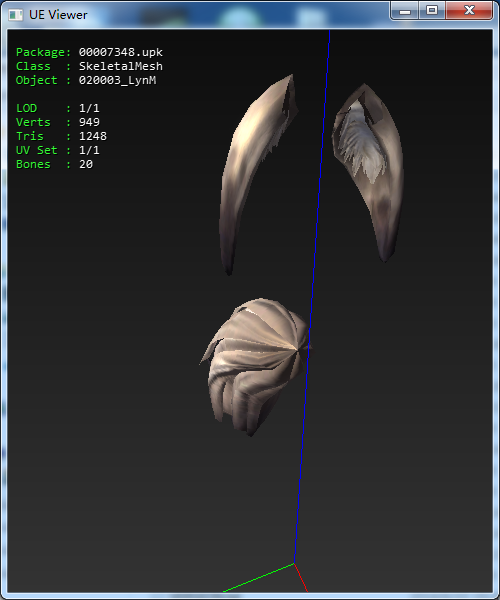 UE Viewer
Package: 00007348.upk
Class  : SkeletalMesh
Object : 020003_LynM
LOD    : 1/1
Verts  : 949
Tris   : 1248
UV Set : 1/1
Bones  : 20